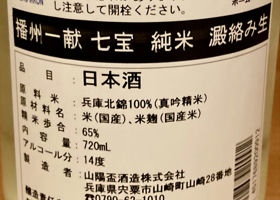 し注意して開栓ください。
播州一献 七宝 純米 澱絡み生
日本酒
原料米：兵庫北錦100%(真吟精米)
原材料名：米(国産)、米麹(国産米)
精米歩合：65%
内容量：720mL
アルコール分：14度
製造者：山陽盃酒造株式会社
兵庫県宍粟市山崎町山崎28番地